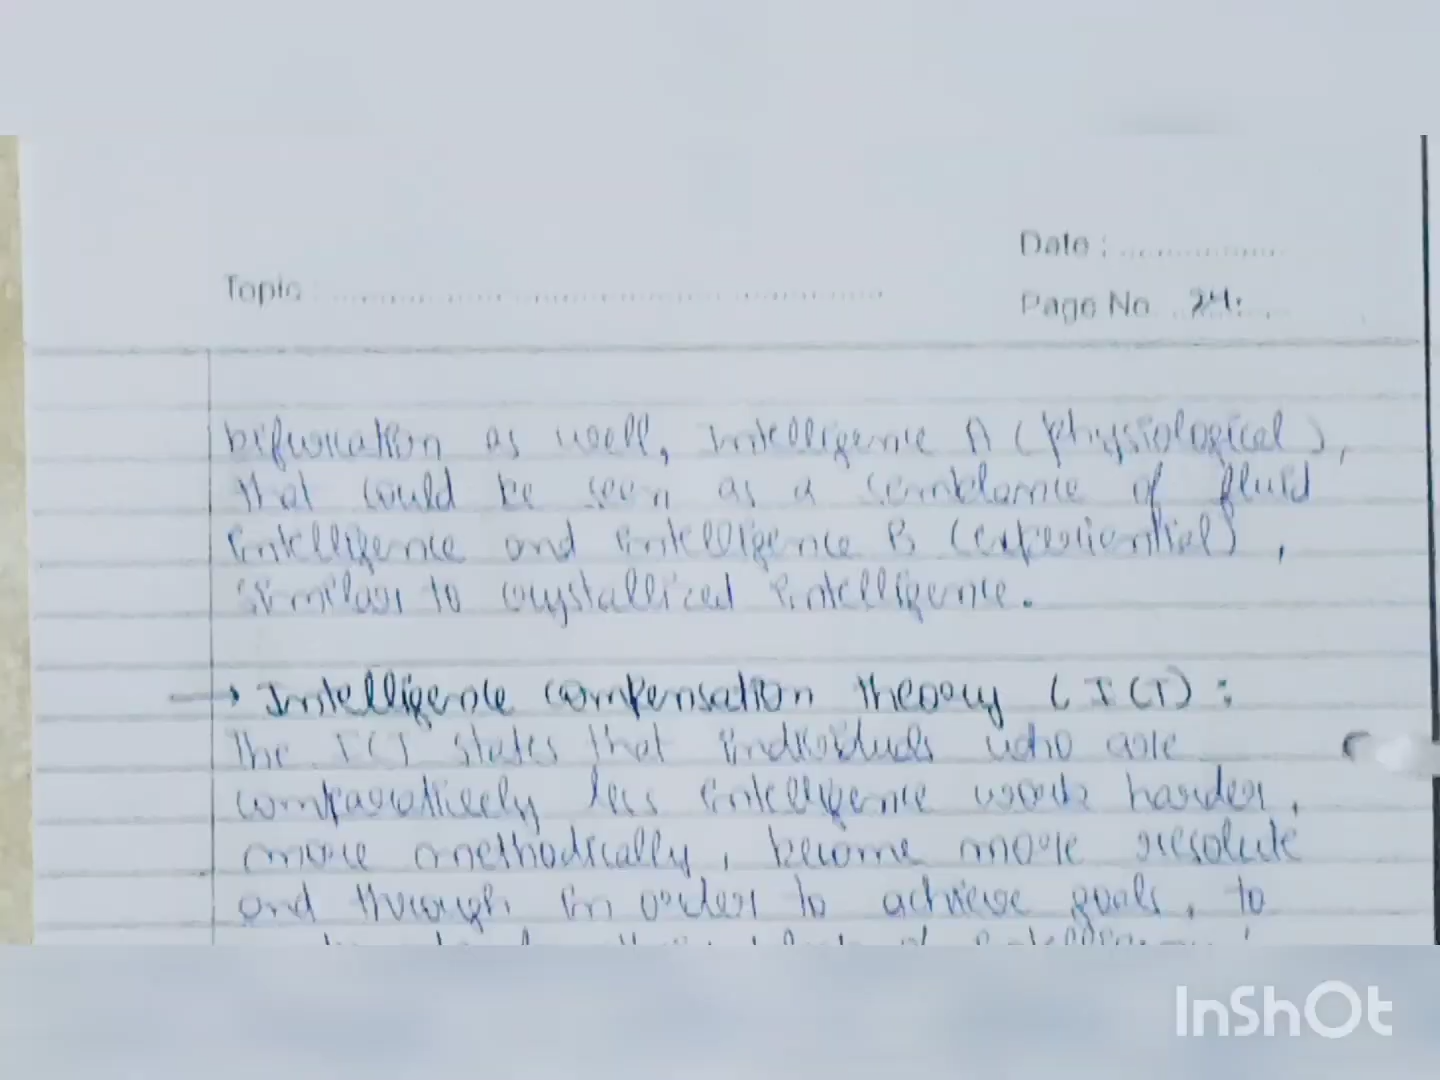 Date : ..............
Topic ..............................
Page No. 24.
bifurcation as well, Intelligence A (physiological),
that could be seen as a semblance of fluid
intelligence and intelligence B (experiential),
similar to crystallized intelligence.
→ Intelligence compensation theory (ICT) :
The ICT states that individuals who are
comparatively less intelligence work harder,
more methodically, become more resolute
and through in order to achieve goals, to
InShOt